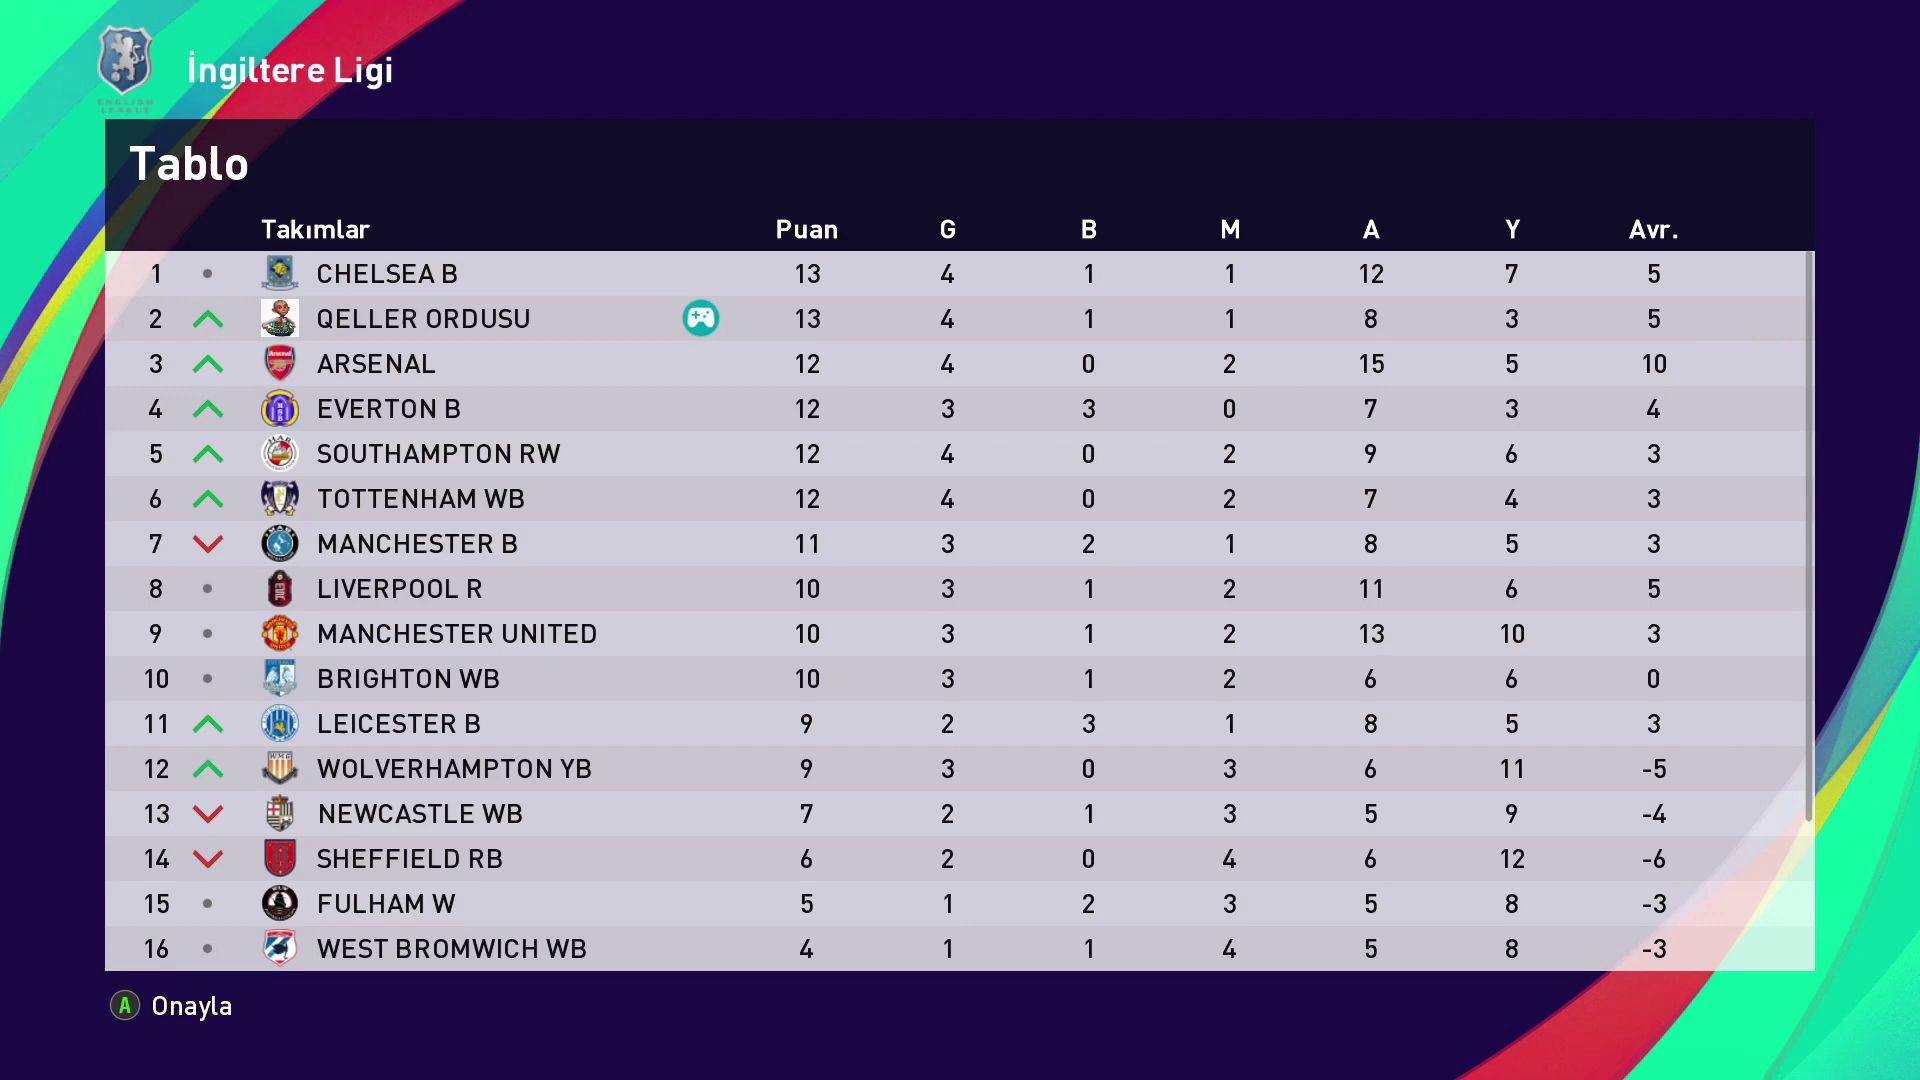 ENGLISH
LEAGUE
İngiltere Ligi
Tablo
Takımlar Puan G B M A Y Avr.
1 CHELSEA B 13 4 1 1 12 7 5
2 QELLER ORDUSU 13 4 1 1 8 3 5
3 ARSENAL 12 4 0 2 15 5 10
4 EVERTON B 12 3 3 0 7 3 4
5 SOUTHAMPTON RW 12 4 0 2 9 6 3
6 TOTTENHAM WB 12 4 0 2 7 4 3
7 MANCHESTER B 11 3 2 1 8 5 3
8 LIVERPOOL R 10 3 1 2 11 6 5
9 MANCHESTER UNITED 10 3 1 2 13 10 3
10 BRIGHTON WB 10 3 1 2 6 6 0
11 LEICESTER B 9 2 3 1 8 5 3
12 WOLVERHAMPTON YB 9 3 0 3 6 11 -5
13 NEWCASTLE WB 7 2 1 3 5 9 -4
14 SHEFFIELD RB 6 2 0 4 6 12 -6
15 FULHAM W 5 1 2 3 5 8 -3
16 WEST BROMWICH WB 4 1 1 4 5 8 -3
A Onayla